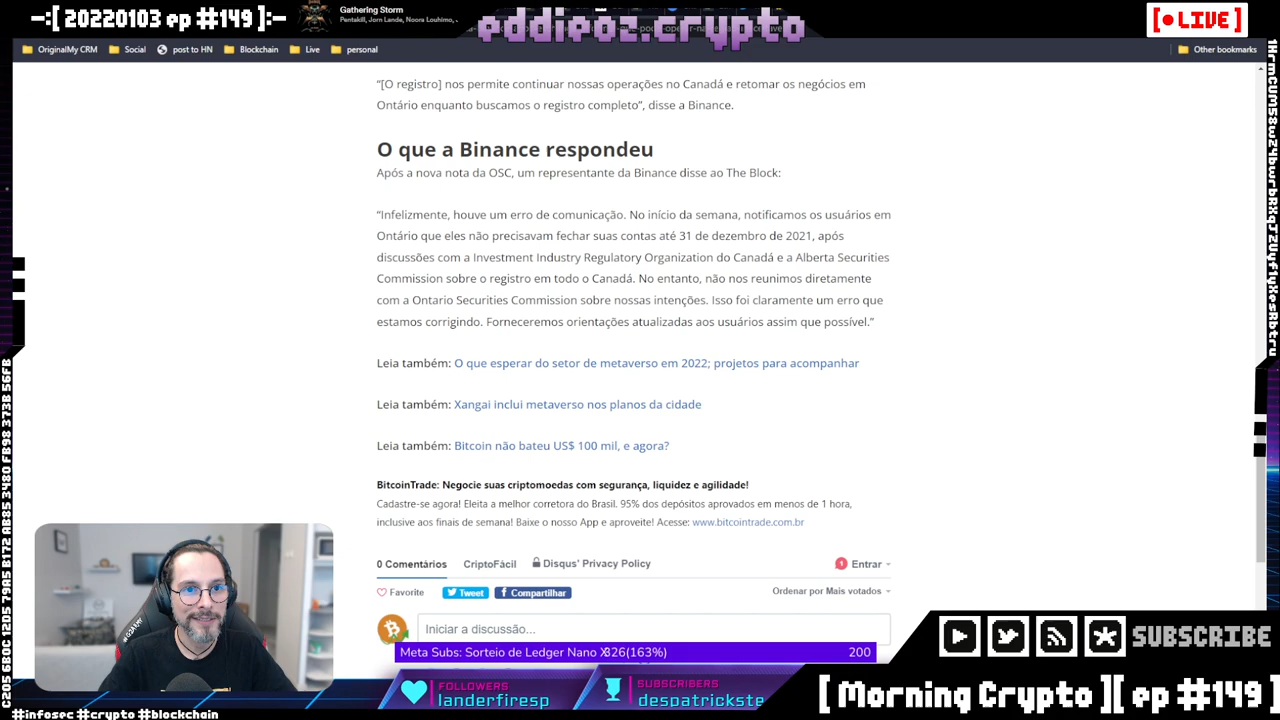 -:[ 20220103 ep #149 ]:-
Gathering Storm
Pentakill, Jorn Lande, Noora Louhimo,
eddieoz.crypto
[ • LIVE ]
OriginalMy CRM
Social
post to HN
Blockchain
Live
personal
Other bookmarks
“[O registro] nos permite continuar nossas operações no Canadá e retomar os negócios em
Ontário enquanto buscamos o registro completo”, disse a Binance.
O que a Binance respondeu
Após a nova nota da OSC, um representante da Binance disse ao The Block:
“Infelizmente, houve um erro de comunicação. No início da semana, notificamos os usuários em
Ontário que eles não precisavam fechar suas contas até 31 de dezembro de 2021, após
discussões com a Investment Industry Regulatory Organization do Canadá e a Alberta Securities
Commission sobre o registro em todo o Canadá. No entanto, não nos reunimos diretamente
com a Ontario Securities Commission sobre nossas intenções. Isso foi claramente um erro que
estamos corrigindo. Forneceremos orientações atualizadas aos usuários assim que possível.”
Leia também: O que esperar do setor de metaverso em 2022; projetos para acompanhar
Leia também: Xangai inclui metaverso nos planos da cidade
Leia também: Bitcoin não bateu US$ 100 mil, e agora?
BitcoinTrade: Negocie suas criptomoedas com segurança, liquidez e agilidade!
Cadastre-se agora! Eleita a melhor corretora do Brasil. 95% dos depósitos aprovados em menos de 1 hora,
inclusive aos finais de semana! Baixe o nosso App e aproveite! Acesse: www.bitcointrade.com.br
0 Comentários
CriptoFácil
Disqus' Privacy Policy
1
Entrar
Favorite
Tweet
Compartilhar
Ordenar por Mais votados
Iniciar a discussão...
Meta Subs: Sorteio de Ledger Nano X
326(163%)
200
FOLLOWERS
landerfiresp
SUBSCRIBERS
despatrickste
SUBSCRIBE
[ Morning Crypto ][ ep #149 ]
#infosec #crypto #blockchain